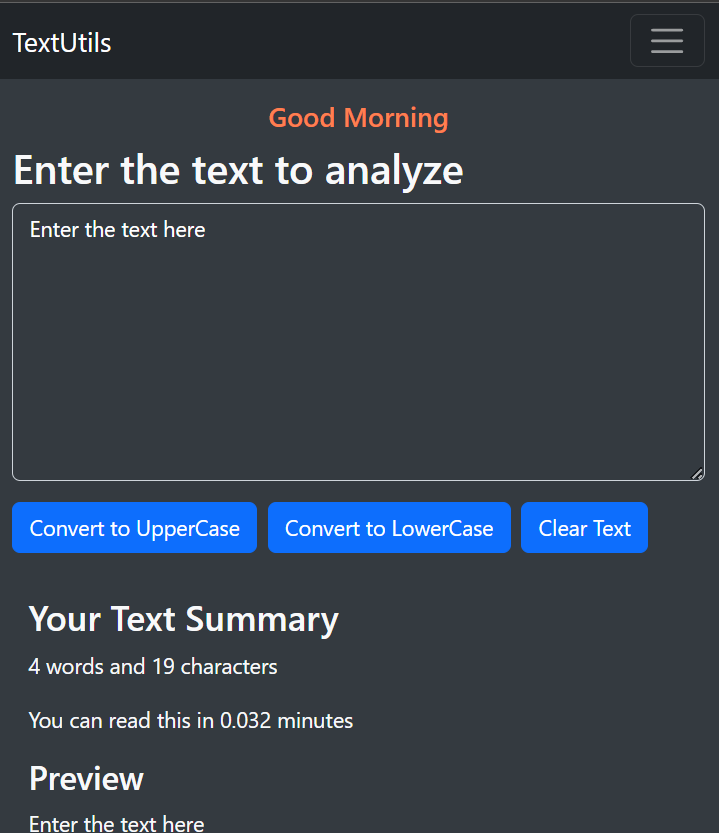 TextUtils
Good Morning
Enter the text to analyze
Enter the text here
Convert to UpperCase Convert to LowerCase Clear Text
Your Text Summary
4 words and 19 characters
You can read this in 0.032 minutes
Preview
Enter the text here